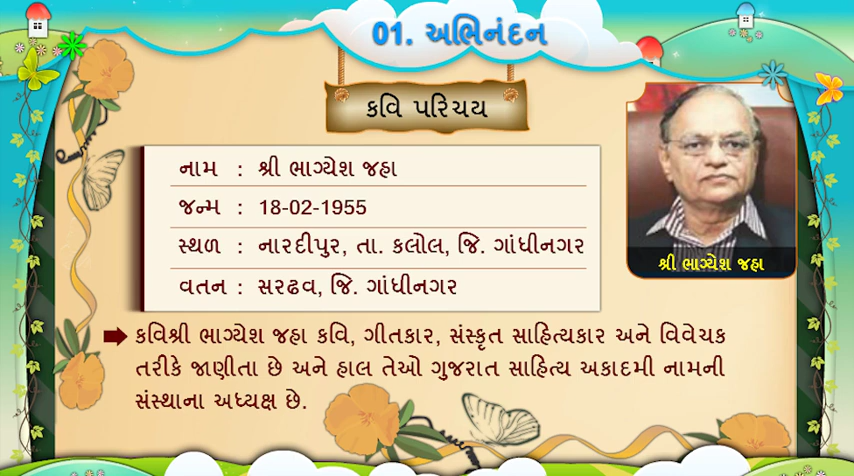 01. અભિનંદન
કવિ પરિચય
નામ : શ્રી ભાગ્યેશ જહા
જન્મ : 18-02-1955
સ્થળ : નારદીપુર, તા. કલોલ, જિ. ગાંધીનગર
વતન : સરઢવ, જિ. ગાંધીનગર
શ્રી ભાગ્યેશ જહા
કવિશ્રી ભાગ્યેશ જહા કવિ, ગીતકાર, સંસ્કૃત સાહિત્યકાર અને વિવેચક
તરીકે જાણીતા છે અને હાલ તેઓ ગુજરાત સાહિત્ય અકાદમી નામની
સંસ્થાના અધ્યક્ષ છે.